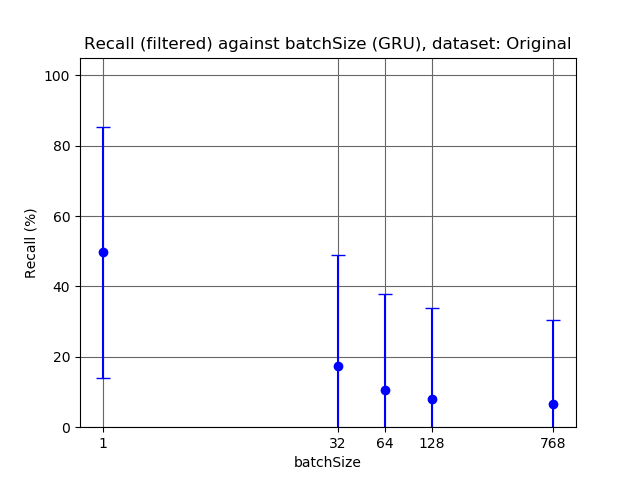 Recall (filtered) against batchSize (GRU), dataset: Original
100
80
60
40
20
0
Recall (%)
1 32 64 128 768
batchSize